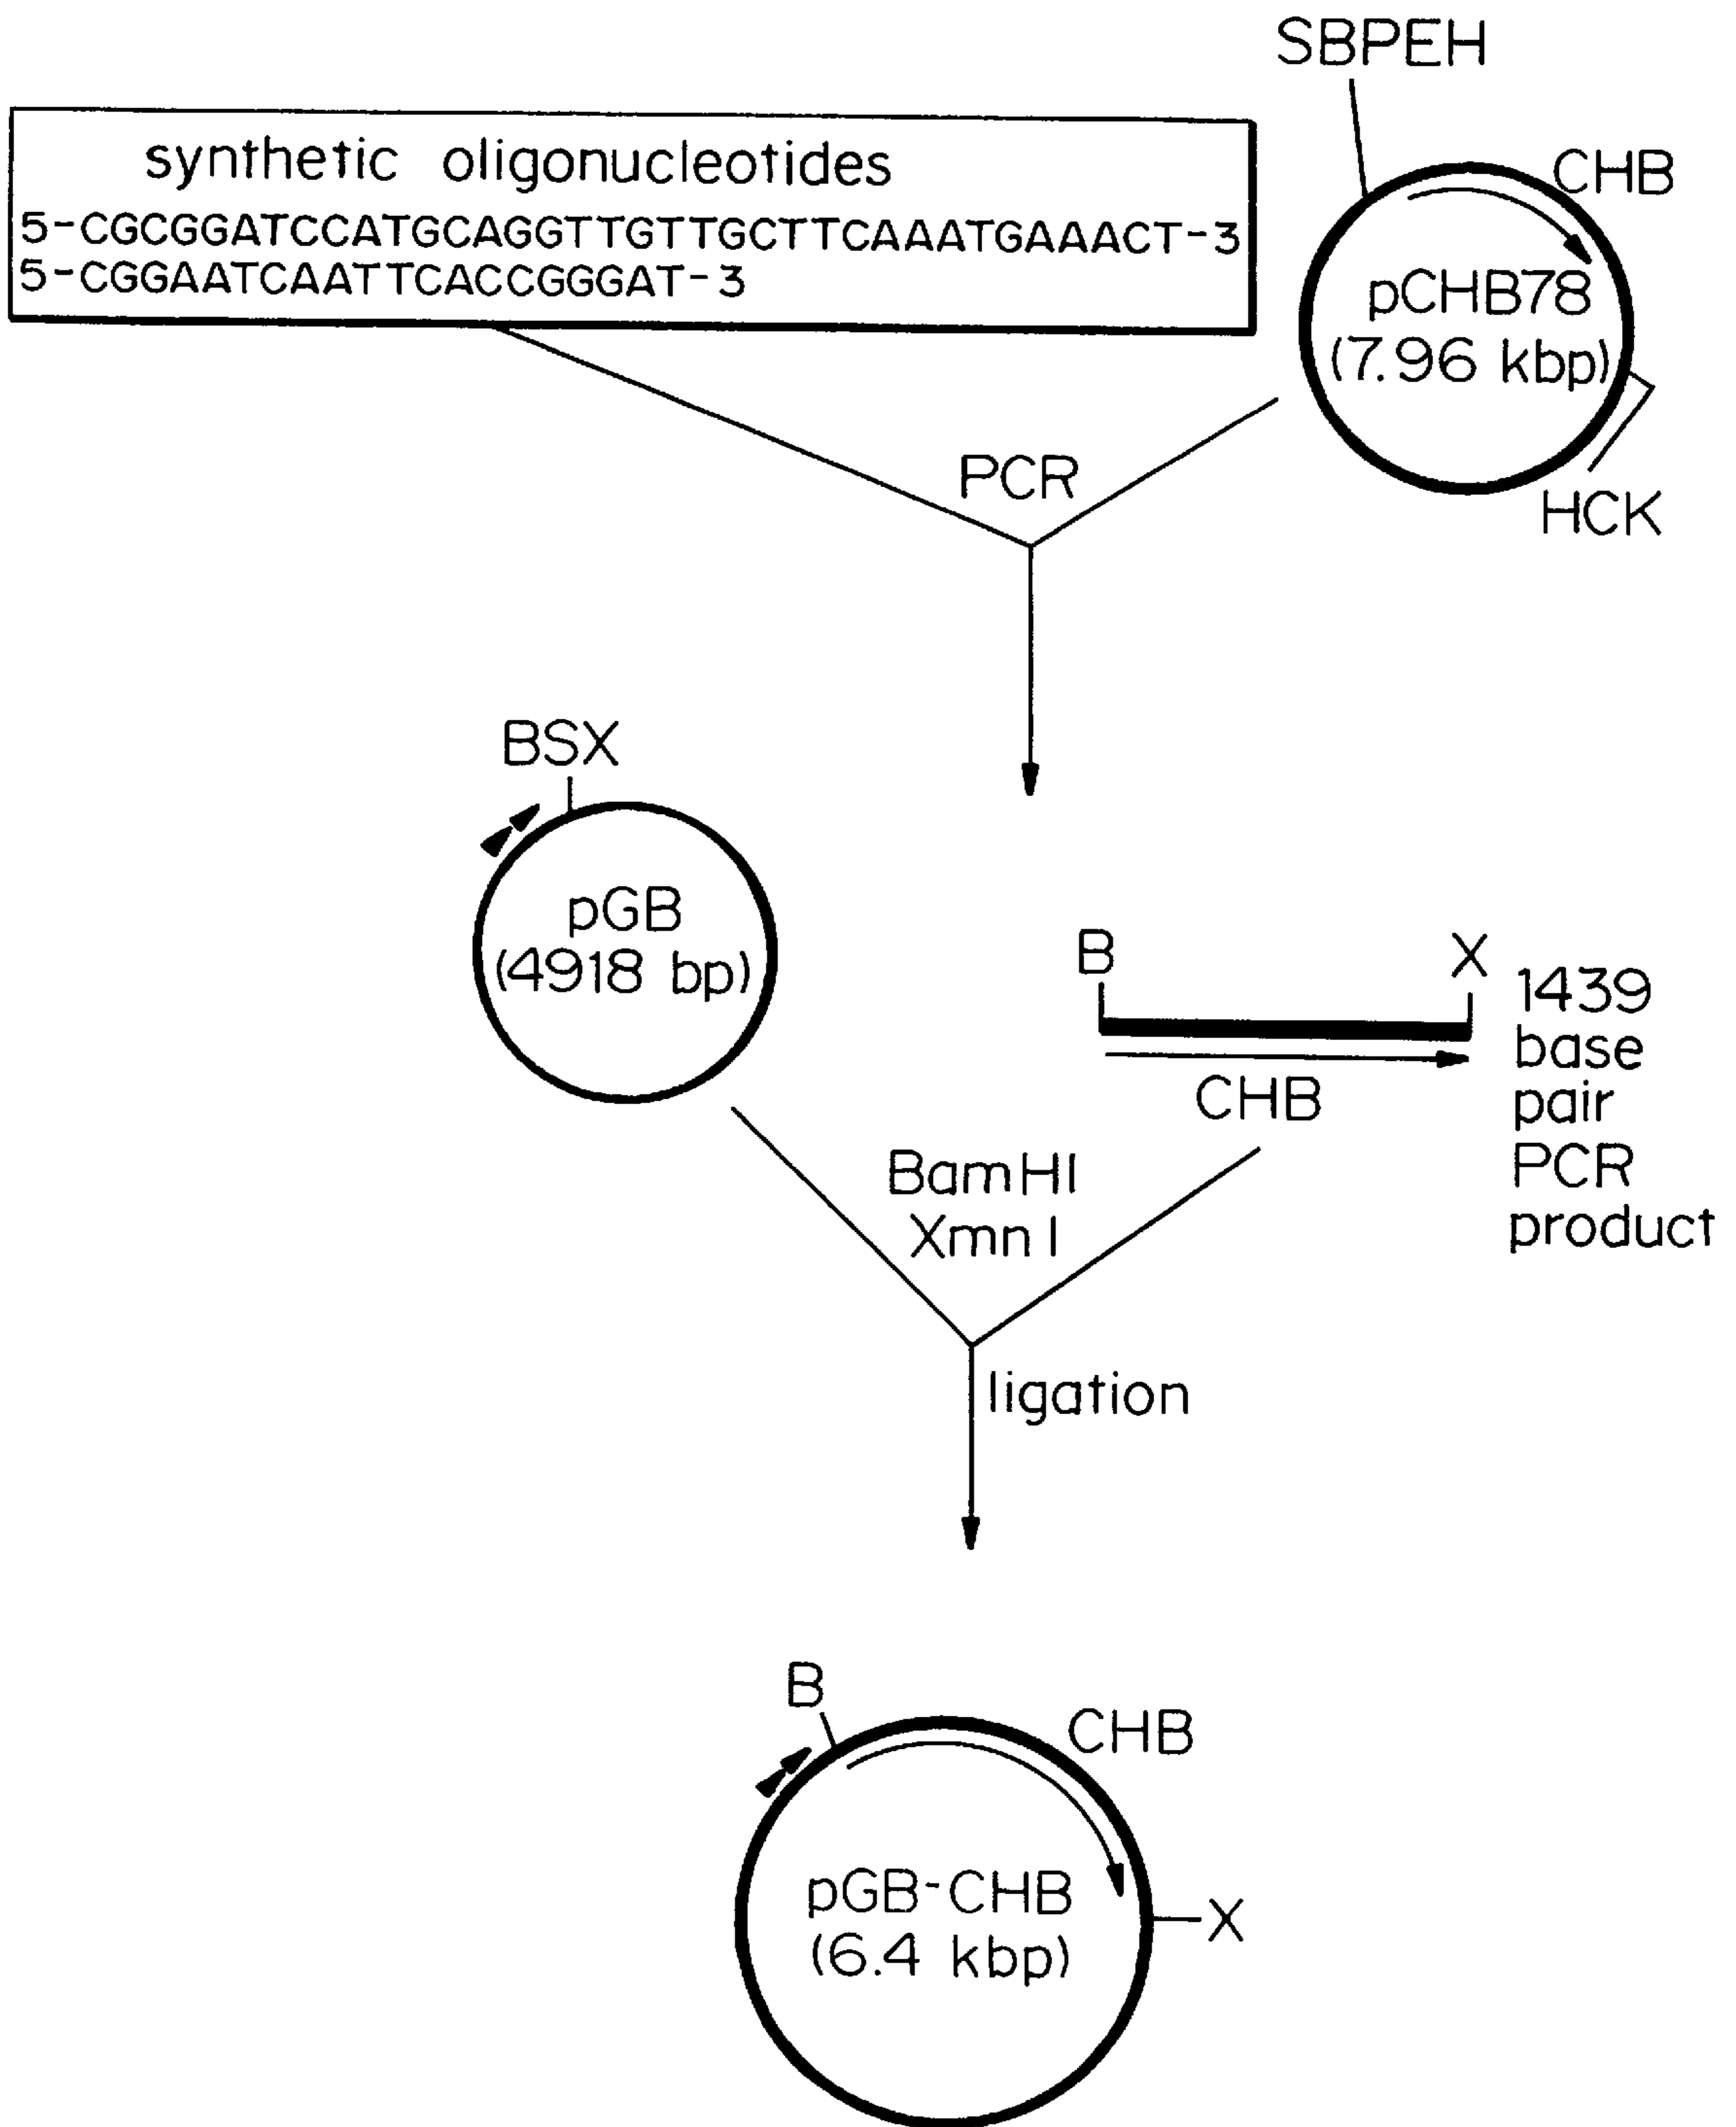 SBPEH
synthetic oligonucleotides
5-CGCGGATCCATGCAGGTTGTTGCTTCAAATGAAACT-3
5-CGGAATCAATTCACCGGGAT-3
CHB
pCHB78
(7.96 kbp)
HCK
PCR
BSX
pGB
(4918 bp)
B
X
CHB
1439
base
pair
PCR
product
BamHI
XmnI
ligation
B
CHB
pGB-CHB
(6.4 kbp)
X